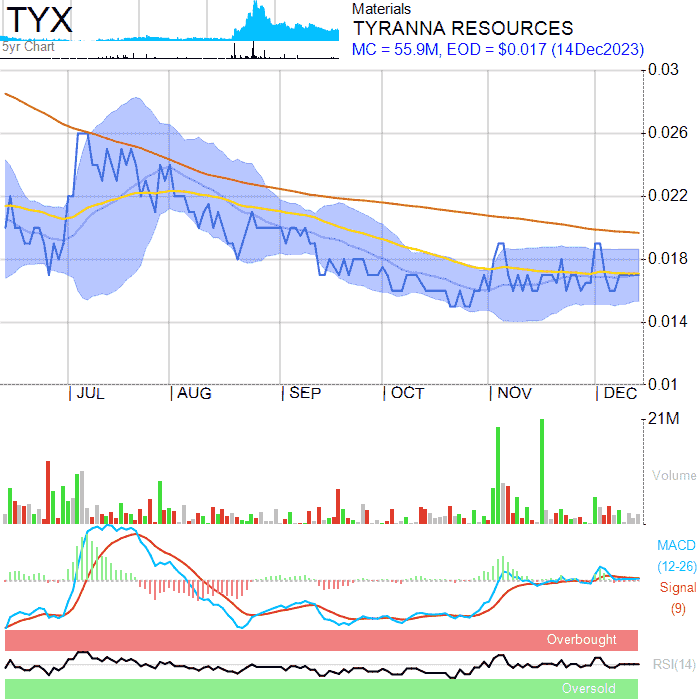 TYX
5yr Chart
Materials
TYRANNA RESOURCES
MC = 55.9M, EOD = $0.017 (14Dec2023)
0.03
0.026
0.022
0.018
0.014
0.01
| JUL | AUG | SEP | OCT | NOV | DEC
21M
Volume
MACD
(12-26)
Signal
(9)
Overbought
RSI(14)
Oversold